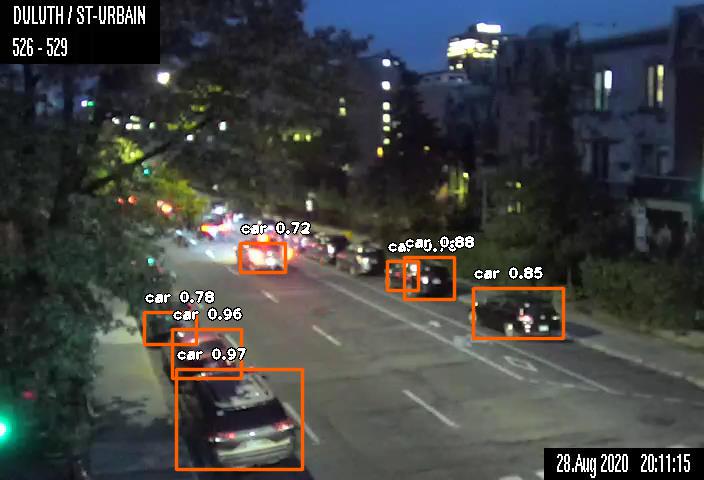 DULUTH / ST-URBAIN
526 - 529
car 0.72
car 0.88
car 0.85
car 0.78
car 0.96
car 0.97
28.Aug 2020 20:11:15